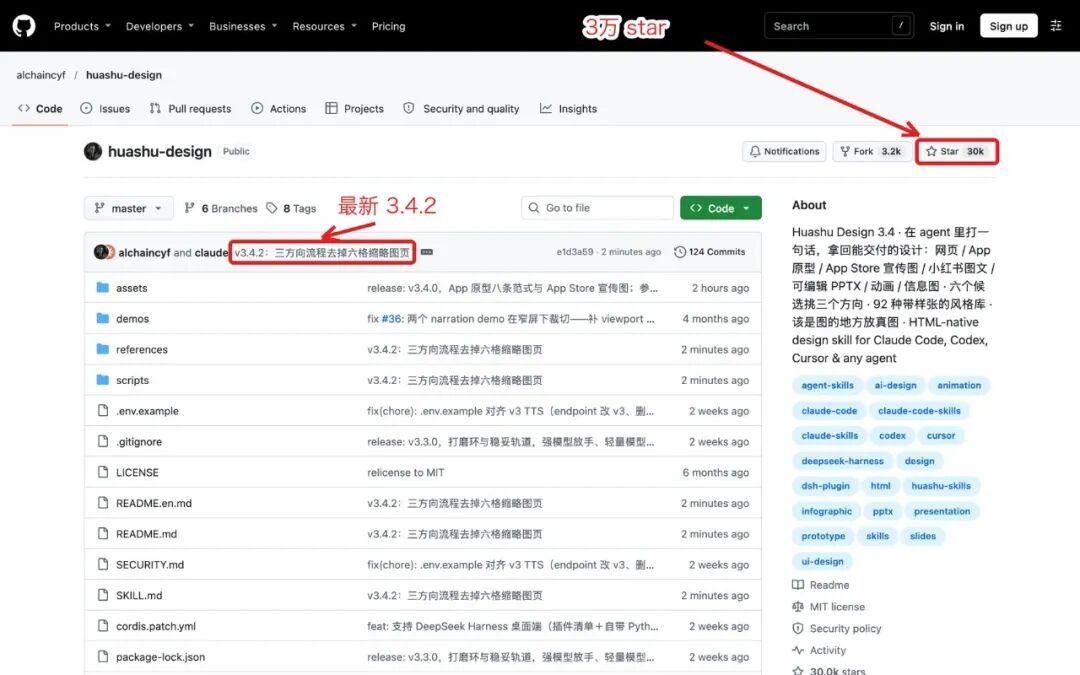 Products Developers Businesses Resources Pricing 3万 star Search / Sign in Sign up
alchaincyf / huashu-design
Code Issues Pull requests Actions Projects Security and quality Insights
huashu-design Public Notifications Fork 3.2k Star 30k
master 6 Branches 8 Tags 最新 3.4.2 Go to file Code
alchaincyf and claude v3.4.2：三方向流程去掉六格缩略图页 e1d3a59 · 2 minutes ago 124 Commits
assets release: v3.4.0，App 原型八条范式与 App Store 宣传图；参... 2 hours ago
demos fix #36: 两个 narration demo 在窄屏下裁切——补 viewport ... 4 months ago
references v3.4.2：三方向流程去掉六格缩略图页 2 minutes ago
scripts v3.4.2：三方向流程去掉六格缩略图页 2 minutes ago
.env.example fix(chore): .env.example 对齐 v3 TTS（endpoint 改 v3、删... 2 weeks ago
.gitignore release: v3.3.0，打磨环与稳妥轨道，强模型放手、轻量模型... 2 weeks ago
LICENSE relicense to MIT 6 months ago
README.en.md v3.4.2：三方向流程去掉六格缩略图页 2 minutes ago
README.md v3.4.2：三方向流程去掉六格缩略图页 2 minutes ago
SECURITY.md fix(chore): .env.example 对齐 v3 TTS（endpoint 改 v3、删... 2 weeks ago
SKILL.md v3.4.2：三方向流程去掉六格缩略图页 2 minutes ago
cordis.patch.yml feat: 支持 DeepSeek Harness 桌面端（插件清单＋自带 Pyth... 2 weeks ago
package-lock.json release: v3.3.0，打磨环与稳妥轨道，强模型放手、轻量模型... 2 weeks ago
About
Huashu Design 3.4 · 在 agent 里打一
句话，拿回能交付的设计：网页 / App
原型 / App Store 宣传图 / 小红书图文 /
可编辑 PPTX / 动画 / 信息图 · 六个候
选挑三个方向 · 92 种带样张的风格库 ·
该是图的地方放真图 · HTML-native
design skill for Claude Code, Codex,
Cursor & any agent
agent-skills ai-design animation
claude-code claude-code-skills
claude-skills codex cursor
deepseek-harness design
dsh-plugin html huashu-skills
infographic pptx presentation
prototype skills slides
ui-design
Readme
MIT license
Security policy
Activity
30.0k stars